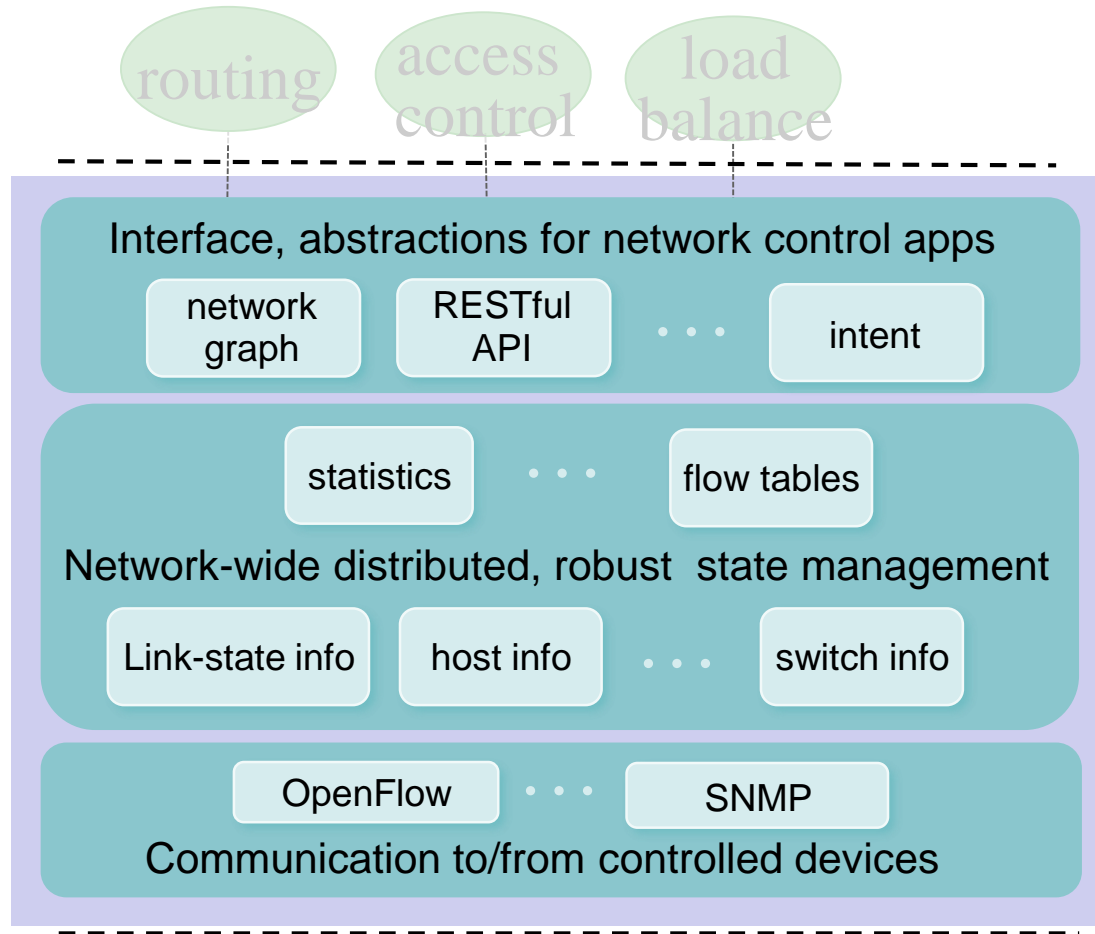 routing
access
control
load
balance
Interface, abstractions for network control apps
network
graph
RESTful
API
. . .
intent
statistics
. . .
flow tables
Network-wide distributed, robust  state management
Link-state info
host info
. . .
switch info
OpenFlow
. . .
SNMP
Communication to/from controlled devices